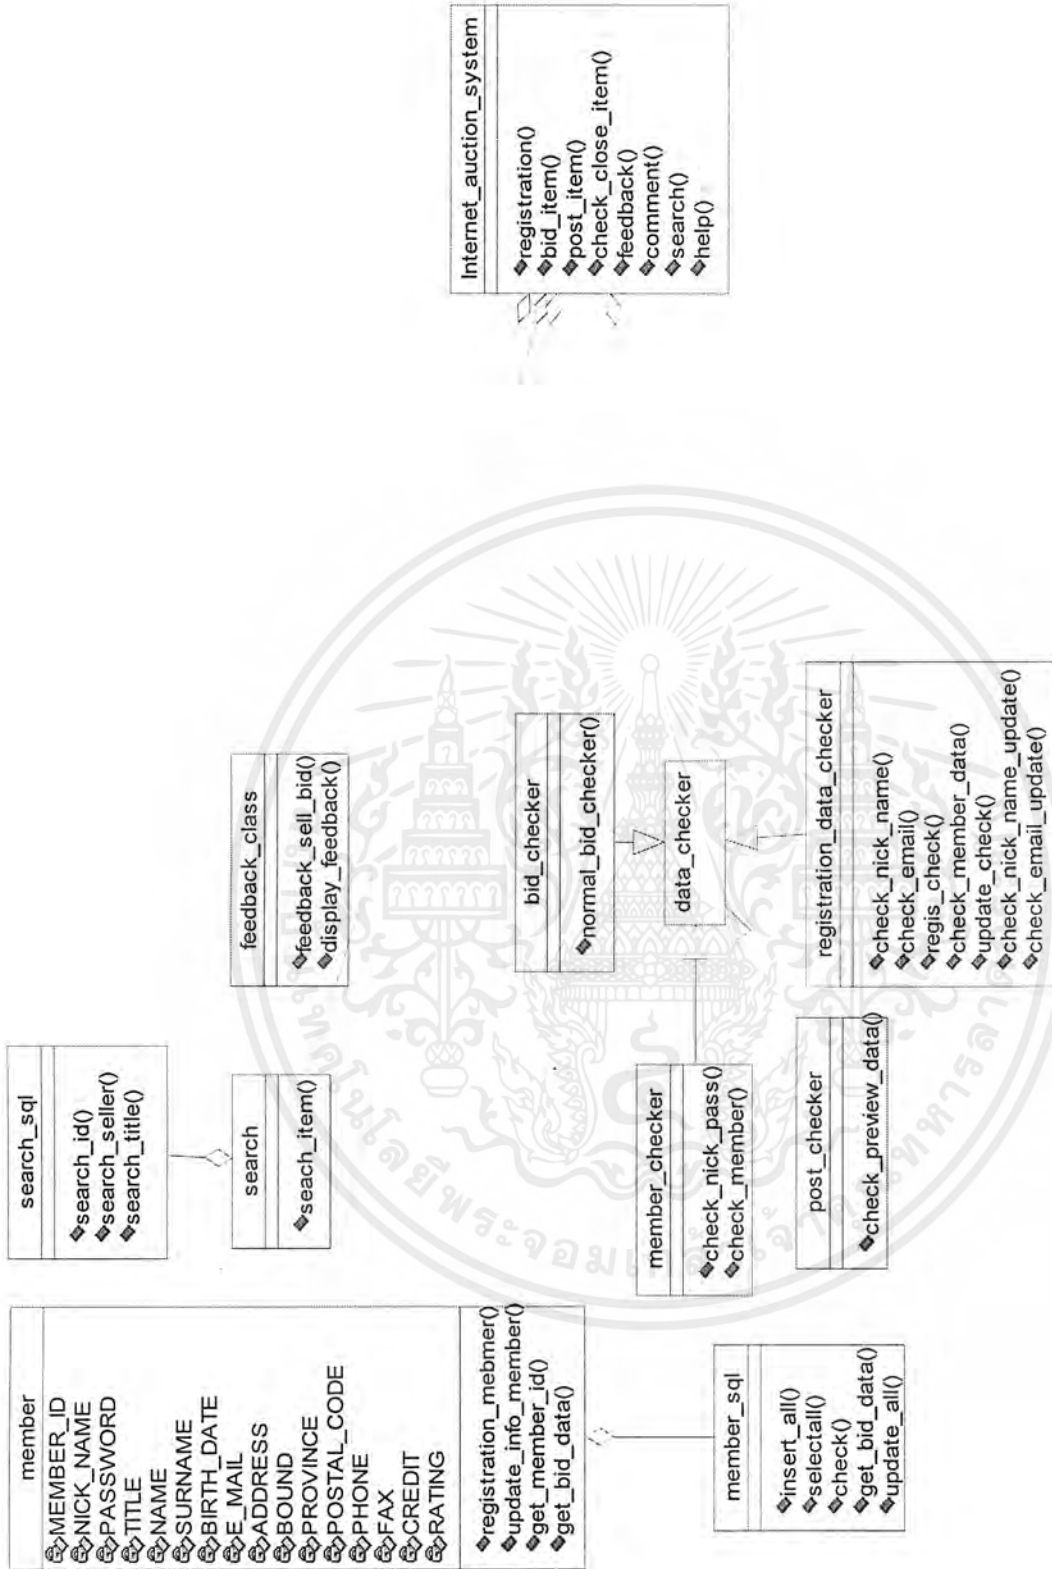 member
MEMBER_ID
NICK_NAME
PASSWORD
TITLE
NAME
SURNAME
BIRTH_DATE
E_MAIL
ADDRESS
BOUND
PROVINCE
POSTAL_CODE
PHONE
FAX
CREDIT
RATING
registration_mebmer()
update_info_member()
get_member_id()
get_bid_data()
member_sql
insert_all()
selectall()
check()
get_bid_data()
update_all()
search_sql
search_id()
search_seller()
search_title()
search
seach_item()
member_checker
check_nick_pass()
check_member()
post_checker
check_preview_data()
feedback_class
feedback_sell_bid()
display_feedback()
bid_checker
normal_bid_checker()
data_checker
registration_data_checker
check_nick_name()
check_email()
regis_check()
check_member_data()
update_check()
check_nick_name_update()
check_email_update()
Internet_auction_system
registration()
bid_item()
post_item()
check_close_item()
feedback()
comment()
search()
help()